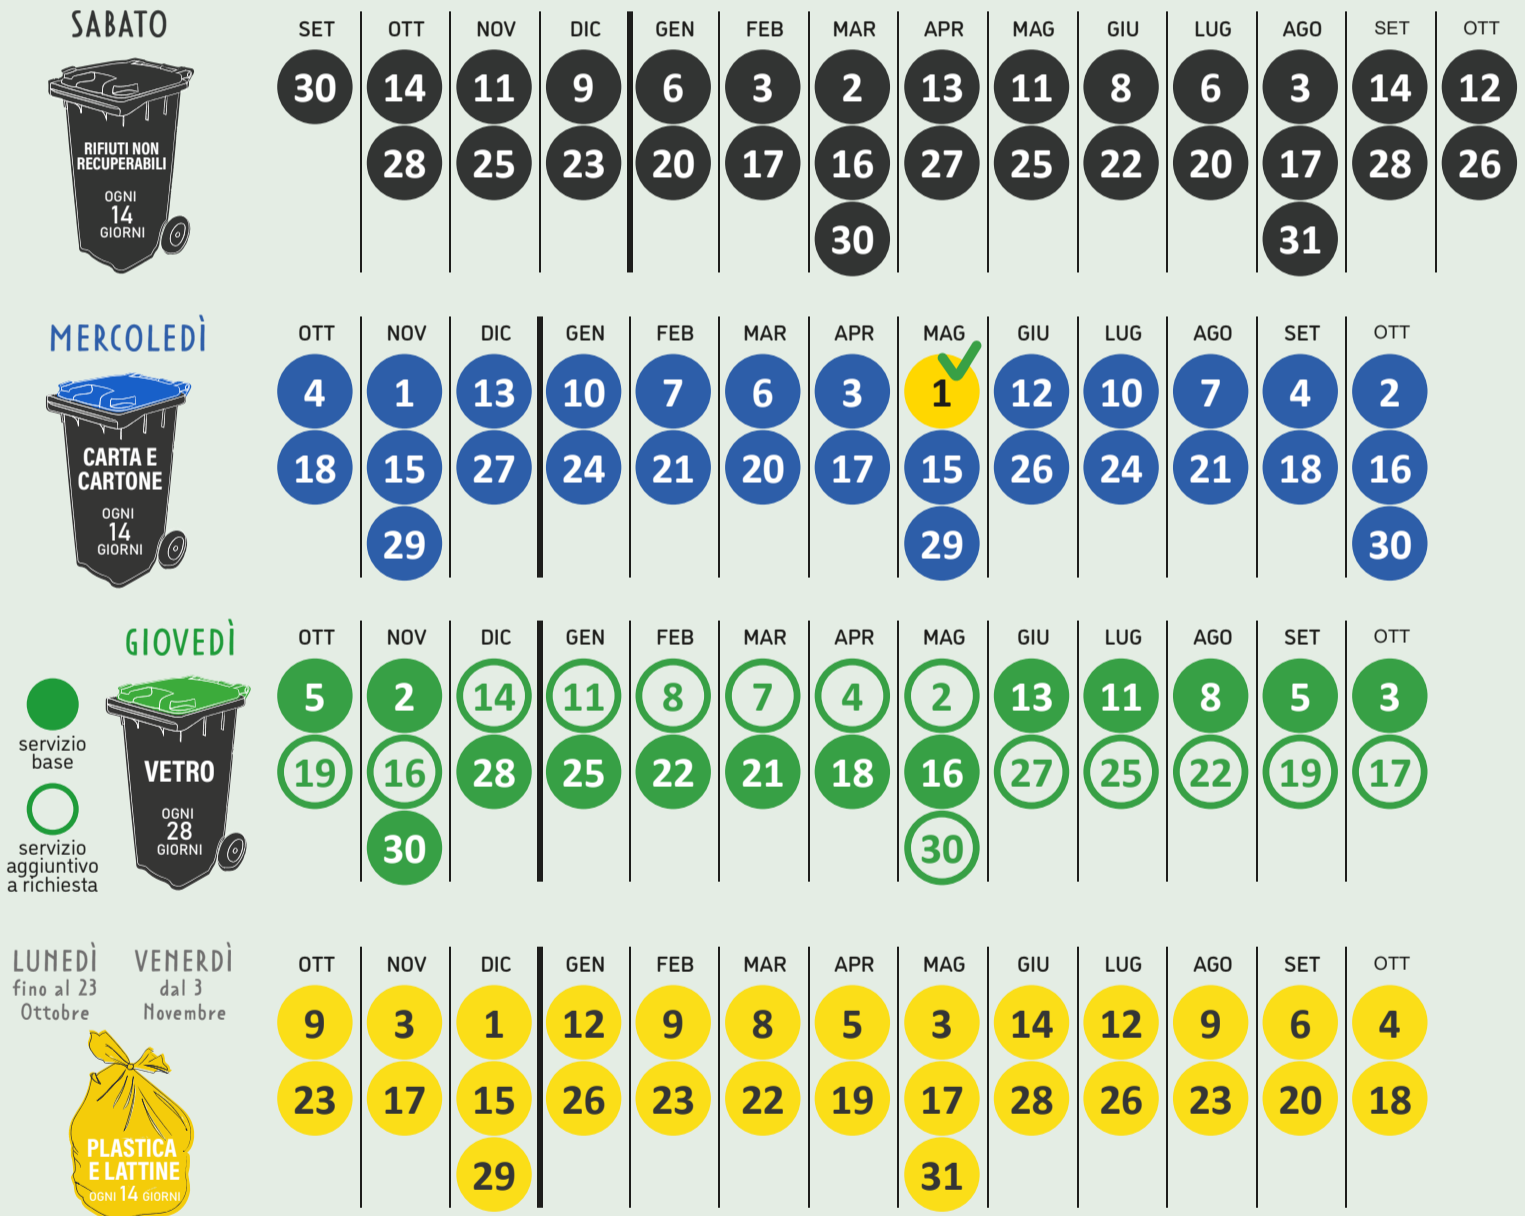 SABATO
RIFIUTI NON
RECUPERABILI
OGNI
14
GIORNI
SET OTT NOV DIC GEN FEB MAR APR MAG GIU LUG AGO SET OTT
30 14 11 9 6 3 2 13 11 8 6 3 14 12
28 25 23 20 17 16 27 25 22 20 17 28 26
30 31
MERCOLEDÌ
CARTA E
CARTONE
OGNI
14
GIORNI
OTT NOV DIC GEN FEB MAR APR MAG GIU LUG AGO SET OTT
4 1 13 10 7 6 3 1 12 10 7 4 2
18 15 27 24 21 20 17 15 26 24 21 18 16
29 29 30
GIOVEDÌ
servizio
base
servizio
aggiuntivo
a richiesta
VETRO
OGNI
28
GIORNI
OTT NOV DIC GEN FEB MAR APR MAG GIU LUG AGO SET OTT
5 2 14 11 8 7 4 2 13 11 8 5 3
19 16 28 25 22 21 18 16 27 25 22 19 17
30 30
LUNEDÌ
fino al 23
Ottobre
VENERDÌ
dal 3
Novembre
PLASTICA
E LATTINE
OGNI 14 GIORNI
OTT NOV DIC GEN FEB MAR APR MAG GIU LUG AGO SET OTT
9 3 1 12 9 8 5 3 14 12 9 6 4
23 17 15 26 23 22 19 17 28 26 23 20 18
29 31